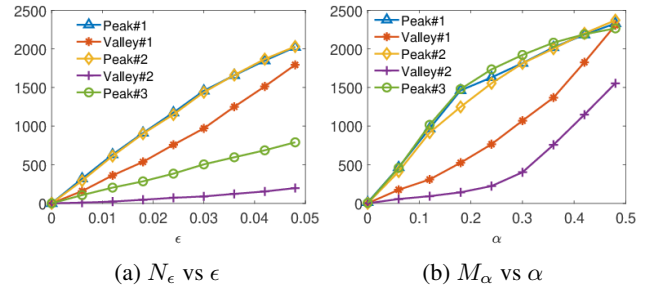 2500
2000
1500
1000
500
0
Peak#1
Valley#1
Peak#2
Valley#2
Peak#3
0 0.01 0.02 0.03 0.04 0.05
ϵ
(a) Nϵ vs ϵ
2500
2000
1500
1000
500
0
Peak#1
Valley#1
Peak#2
Valley#2
Peak#3
0 0.1 0.2 0.3 0.4 0.5
α
(b) Mα vs α